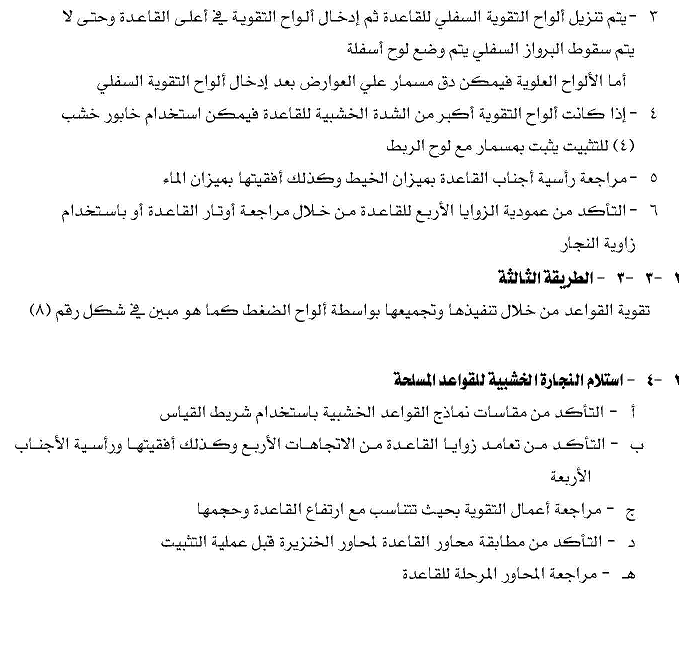 ٣ - يتم تنزيل ألواح التقوية السفلي للقاعدة ثم إدخال ألواح التقوية في أعلى القاعدة وحتى لا
يتم سقوط البرواز السفلي يتم وضع لوح أسفلة
أما الألواح العلوية فيمكن دق مسمار علي العوارض بعد إدخال ألواح التقوية السفلي
٤ - إذا كانت ألواح التقوية أكبر من الشدة الخشبية للقاعدة فيمكن استخدام خابور خشب
(٤) للتثبيت يثبت بمسمار مع لوح الربط
٥ - مراجعة رأسية أجناب القاعدة بميزان الخيط وكذلك أفقيتها بميزان الماء
٦ - التأكد من عمودية الزوايا الأربع للقاعدة من خلال مراجعة أوتار القاعدة أو باستخدام
زاوية النجار
١ -٣ -٣ - الطريقة الثالثة
تقوية القواعد من خلال تنفيذها وتجميعها بواسطة ألواح الضغط كما هو مبين في شكل رقم (٨)
١ -٤ - استلام النجارة الخشبية للقواعد المسلحة
أ - التأكد من مقاسات نماذج القواعد الخشبية باستخدام شريط القياس
ب - التأكد من تعامد زوايا القاعدة من الاتجاهات الأربع وكذلك أفقيتها ورأسية الأجناب
الأربعة
ج - مراجعة أعمال التقوية بحيث تتناسب مع ارتفاع القاعدة وحجمها
د - التأكد من مطابقة محاور القاعدة لمحاور الخنزيرة قبل عملية التثبيت
هـ - مراجعة المحاور المرحلة للقاعدة